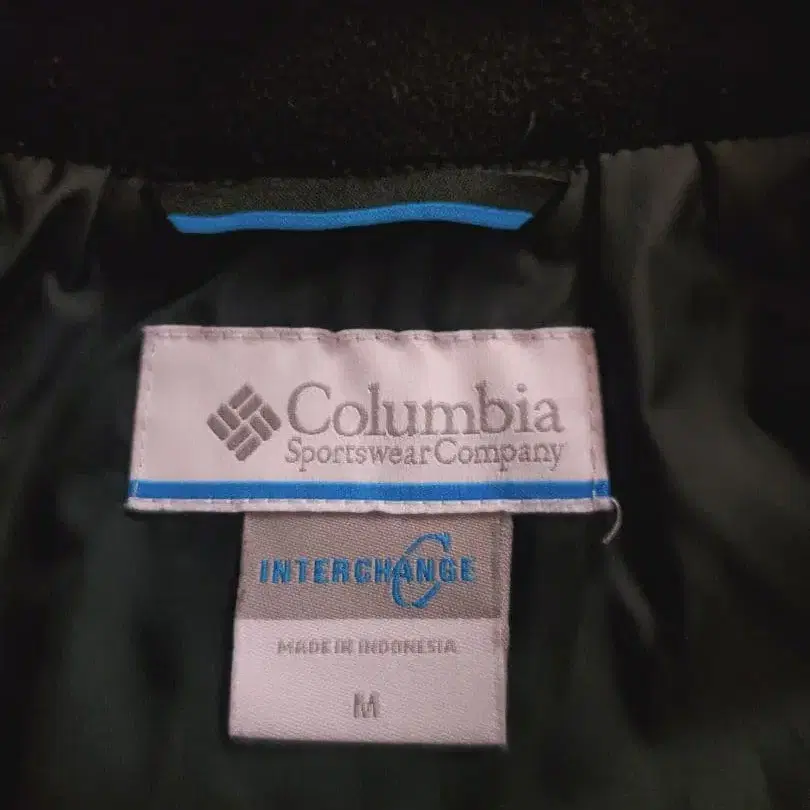 Columbia
Sportswear Company
INTERCHANGE
MADE IN INDONESIA
M